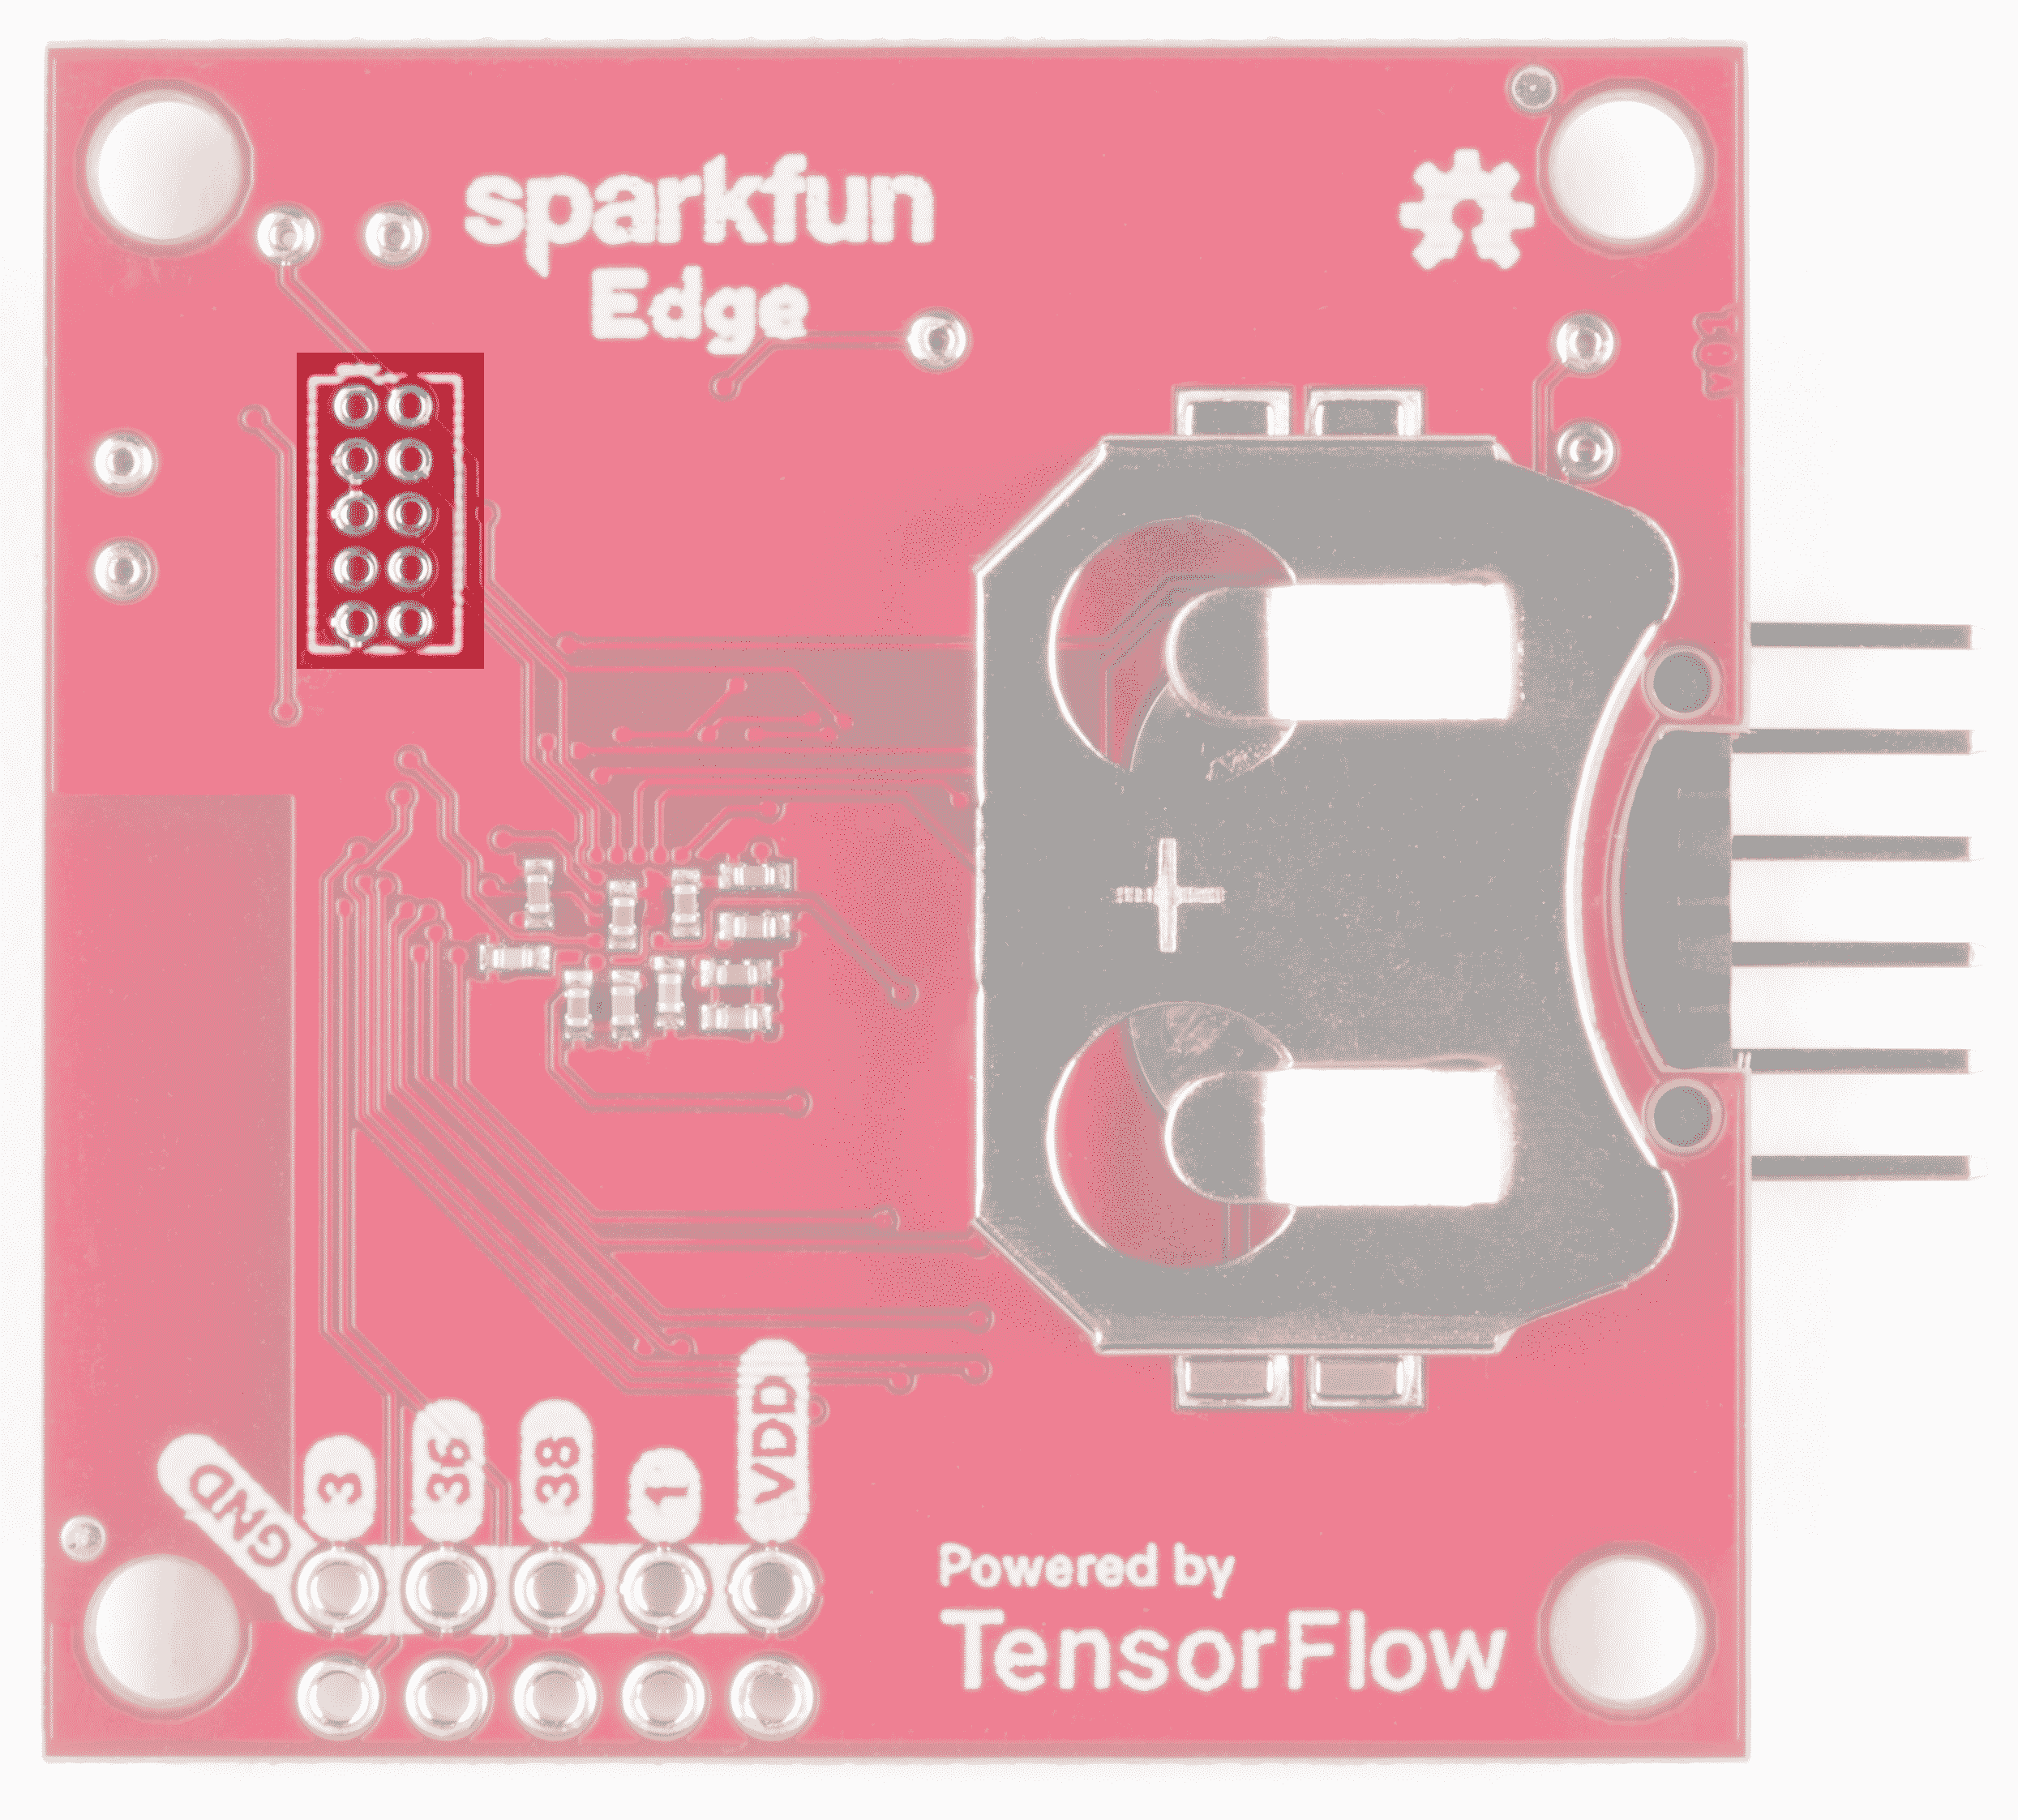 sparkfun
Edge
v01
GND
3
36
38
1
VDD
Powered by
TensorFlow